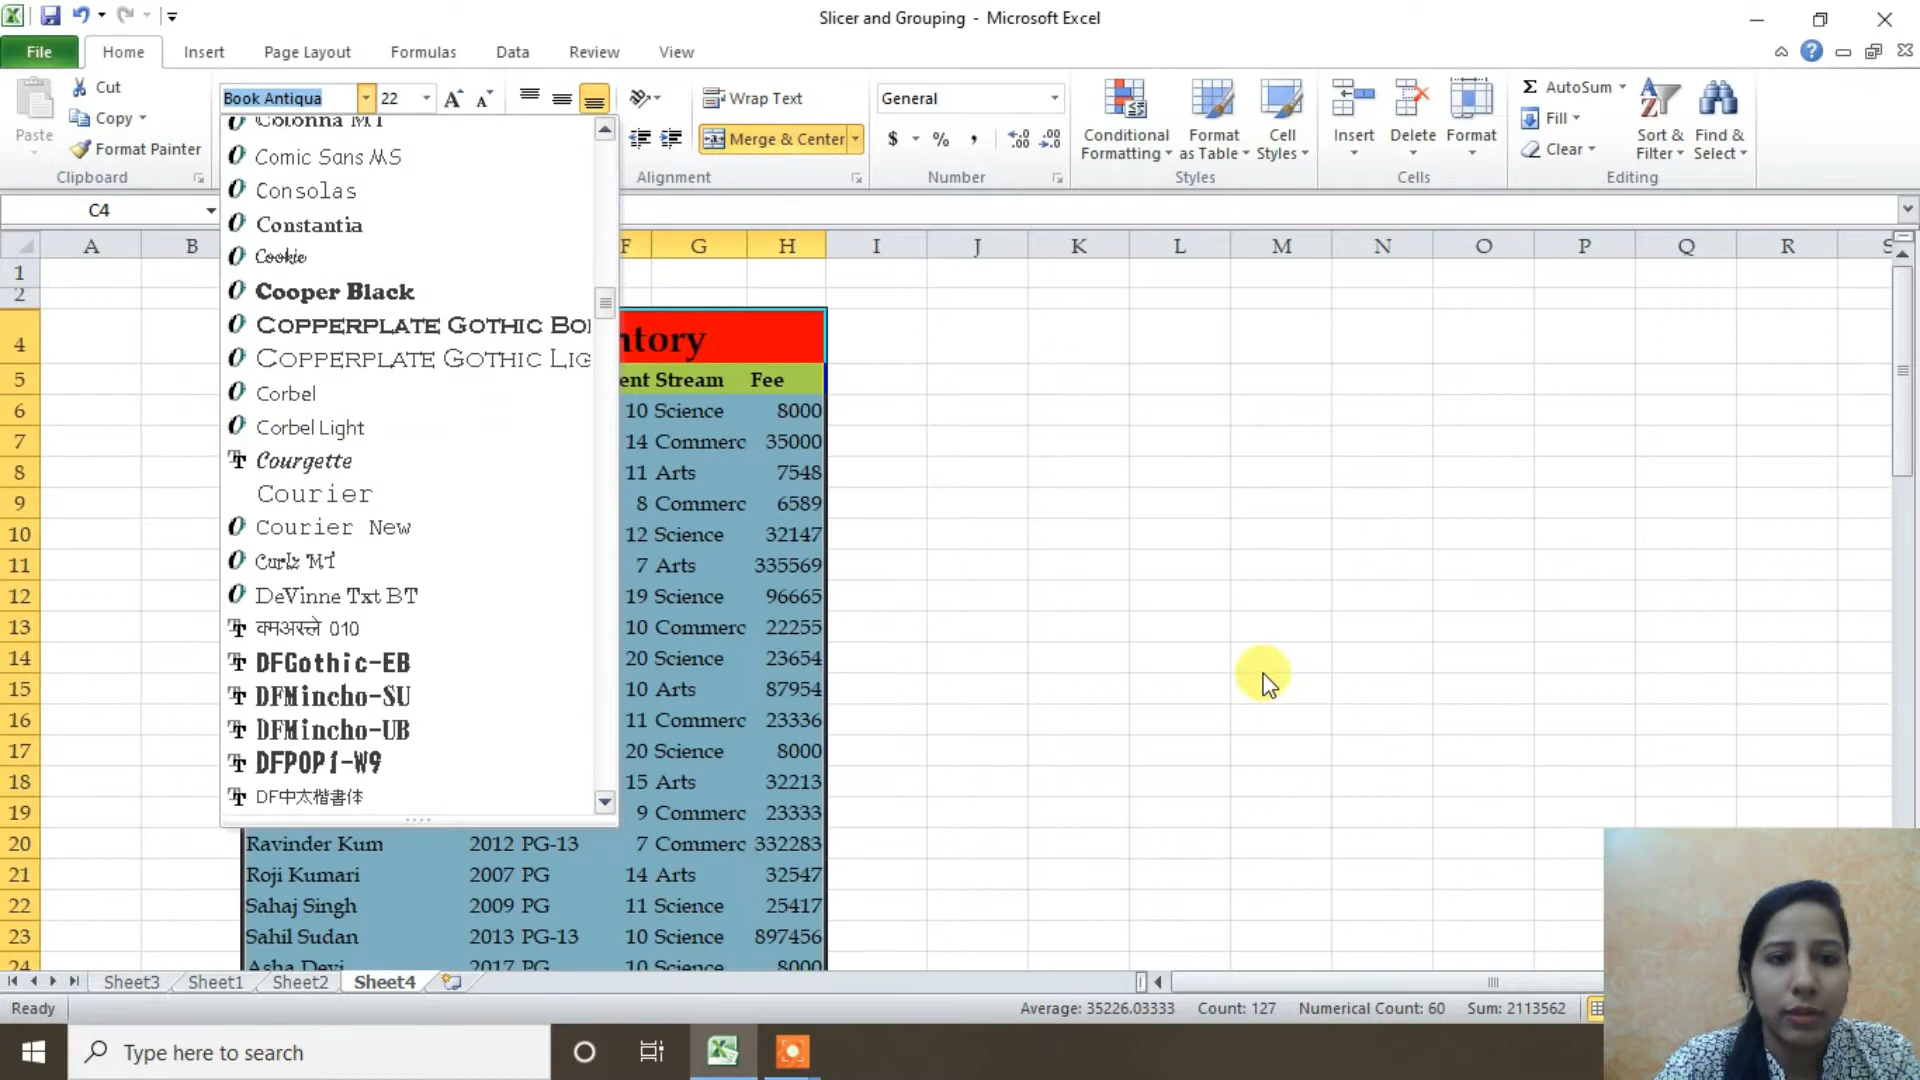 Slicer and Grouping - Microsoft Excel
File Home Insert Page Layout Formulas Data Review View
Paste
Cut
Copy
Format Painter
Clipboard
Book Antiqua 22
Wrap Text
Merge & Center
Alignment
General
$ % ,
Number
Conditional Formatting
Format as Table
Cell Styles
Styles
Insert Delete Format
Cells
Σ AutoSum
Fill
Clear
Sort & Filter
Find & Select
Editing
C4
A B F G H I J K L M N O P Q R S
Colonna MT
Comic Sans MS
Consolas
Constantia
Cookie
Cooper Black
Copperplate Gothic Bo
Copperplate Gothic Lig
Corbel
Corbel Light
Courgette
Courier
Courier New
Curlz MT
DeVinne Txt BT
DFGothic-EB
DFMincho-SU
DFMincho-UB
DFPOP1-W9
DF中太楷書体
1
2
4 ntory
5 ent Stream Fee
6 10 Science 8000
7 14 Commerc 35000
8 11 Arts 7548
9 8 Commerc 6589
10 12 Science 32147
11 7 Arts 335569
12 19 Science 96665
13 10 Commerc 22255
14 20 Science 23654
15 10 Arts 87954
16 11 Commerc 23336
17 20 Science 8000
18 15 Arts 32213
19 9 Commerc 23333
20 Ravinder Kum 2012 PG-13 7 Commerc 332283
21 Roji Kumari 2007 PG 14 Arts 32547
22 Sahaj Singh 2009 PG 11 Science 25417
23 Sahil Sudan 2013 PG-13 10 Science 897456
24 Asha Devi 2017 PG 10 Science 8000
Sheet3 Sheet1 Sheet2 Sheet4
Ready Average: 35226.03333 Count: 127 Numerical Count: 60 Sum: 2113562
Type here to search